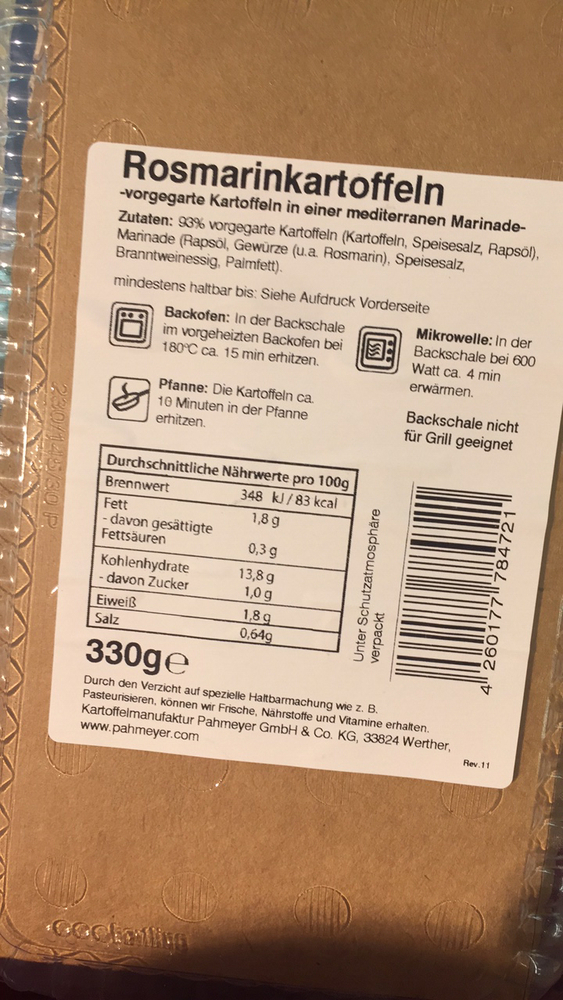 Rosmarinkartoffeln
-vorgegarte Kartoffeln in einer mediterranen Marinade-
Zutaten: 93% vorgegarte Kartoffeln (Kartoffeln, Speisesalz, Rapsöl),
Marinade (Rapsöl, Gewürze (u.a. Rosmarin), Speisesalz,
Branntweinessig, Palmfett).
mindestens haltbar bis: Siehe Aufdruck Vorderseite
Backofen: In der Backschale
im vorgeheizten Backofen bei
180°C ca. 15 min erhitzen.
Mikrowelle: In der
Backschale bei 600
Watt ca. 4 min
erwärmen.
Pfanne: Die Kartoffeln ca.
10 Minuten in der Pfanne
erhitzen.
Backschale nicht
für Grill geeignet
Durchschnittliche Nährwerte pro 100g
Brennwert 348 kJ / 83 kcal
Fett 1,8 g
- davon gesättigte
Fettsäuren 0,3 g
Kohlenhydrate 13,8 g
- davon Zucker 1,0 g
Eiweiß 1,8 g
Salz 0,64g
Unter Schutzatmosphäre
verpackt
4 260177 784721
330g e
Durch den Verzicht auf spezielle Haltbarmachung wie z. B.
Pasteurisieren, können wir Frische, Nährstoffe und Vitamine erhalten.
Kartoffelmanufaktur Pahmeyer GmbH & Co. KG, 33824 Werther,
www.pahmeyer.com
Rev.11